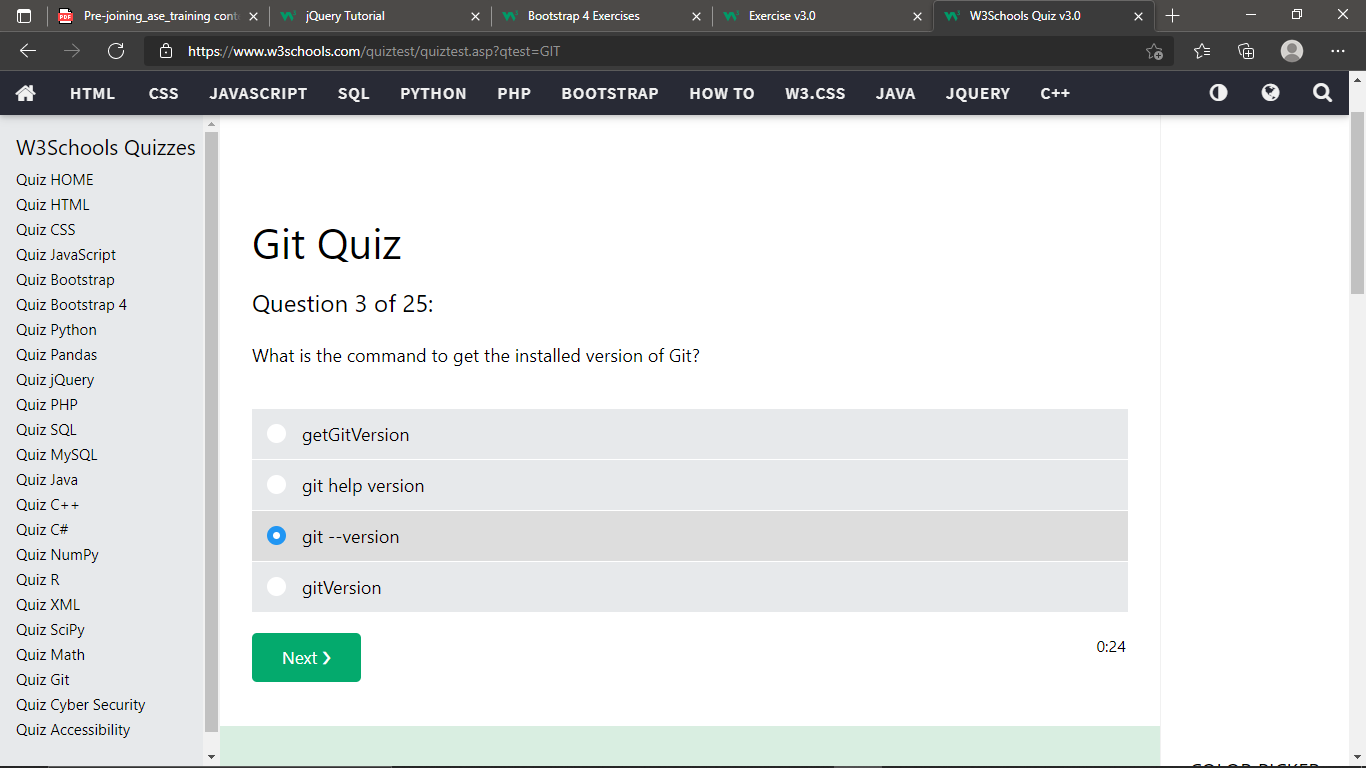 Pre-joining_ase_training cont
jQuery Tutorial
Bootstrap 4 Exercises
Exercise v3.0
W3Schools Quiz v3.0
https://www.w3schools.com/quiztest/quiztest.asp?qtest=GIT
HTML CSS JAVASCRIPT SQL PYTHON PHP BOOTSTRAP HOW TO W3.CSS JAVA JQUERY C++
W3Schools Quizzes
Quiz HOME
Quiz HTML
Quiz CSS
Quiz JavaScript
Quiz Bootstrap
Quiz Bootstrap 4
Quiz Python
Quiz Pandas
Quiz jQuery
Quiz PHP
Quiz SQL
Quiz MySQL
Quiz Java
Quiz C++
Quiz C#
Quiz NumPy
Quiz R
Quiz XML
Quiz SciPy
Quiz Math
Quiz Git
Quiz Cyber Security
Quiz Accessibility
Git Quiz
Question 3 of 25:
What is the command to get the installed version of Git?
getGitVersion
git help version
git --version
gitVersion
Next ❯
0:24
COLOR PICKER